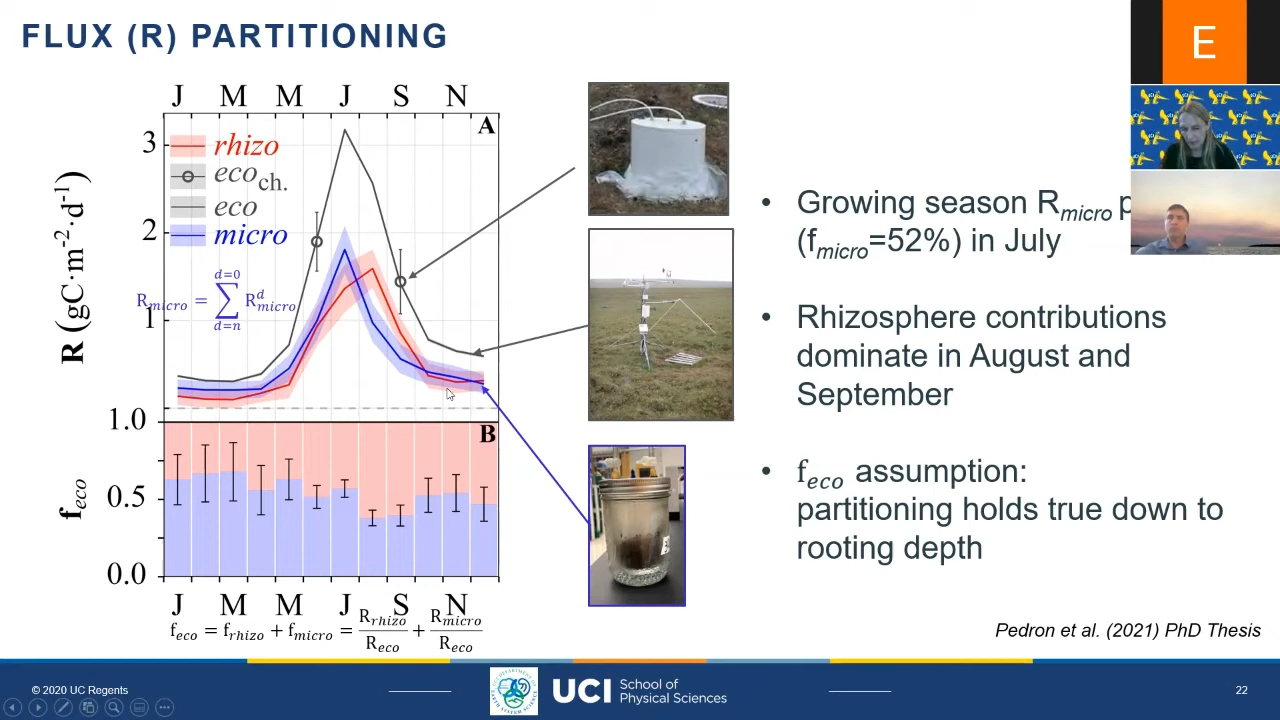 FLUX (R) PARTITIONING
E
J M M J S N
A
3
2
1
R (gC·m⁻²·d⁻¹)
rhizo
eco ch.
eco
micro
R_micro = ∑ d=0 d=n R^d_micro
1.0
0.5
0.0
f_eco
B
J M M J S N
f_eco = f_rhizo + f_micro = R_rhizo/R_eco + R_micro/R_eco
• Growing season R_micro
(f_micro=52%) in July
• Rhizosphere contributions
dominate in August and
September
• f_eco assumption:
partitioning holds true down to
rooting depth
Pedron et al. (2021) PhD Thesis
© 2020 UC Regents
UCI School of
Physical Sciences
22